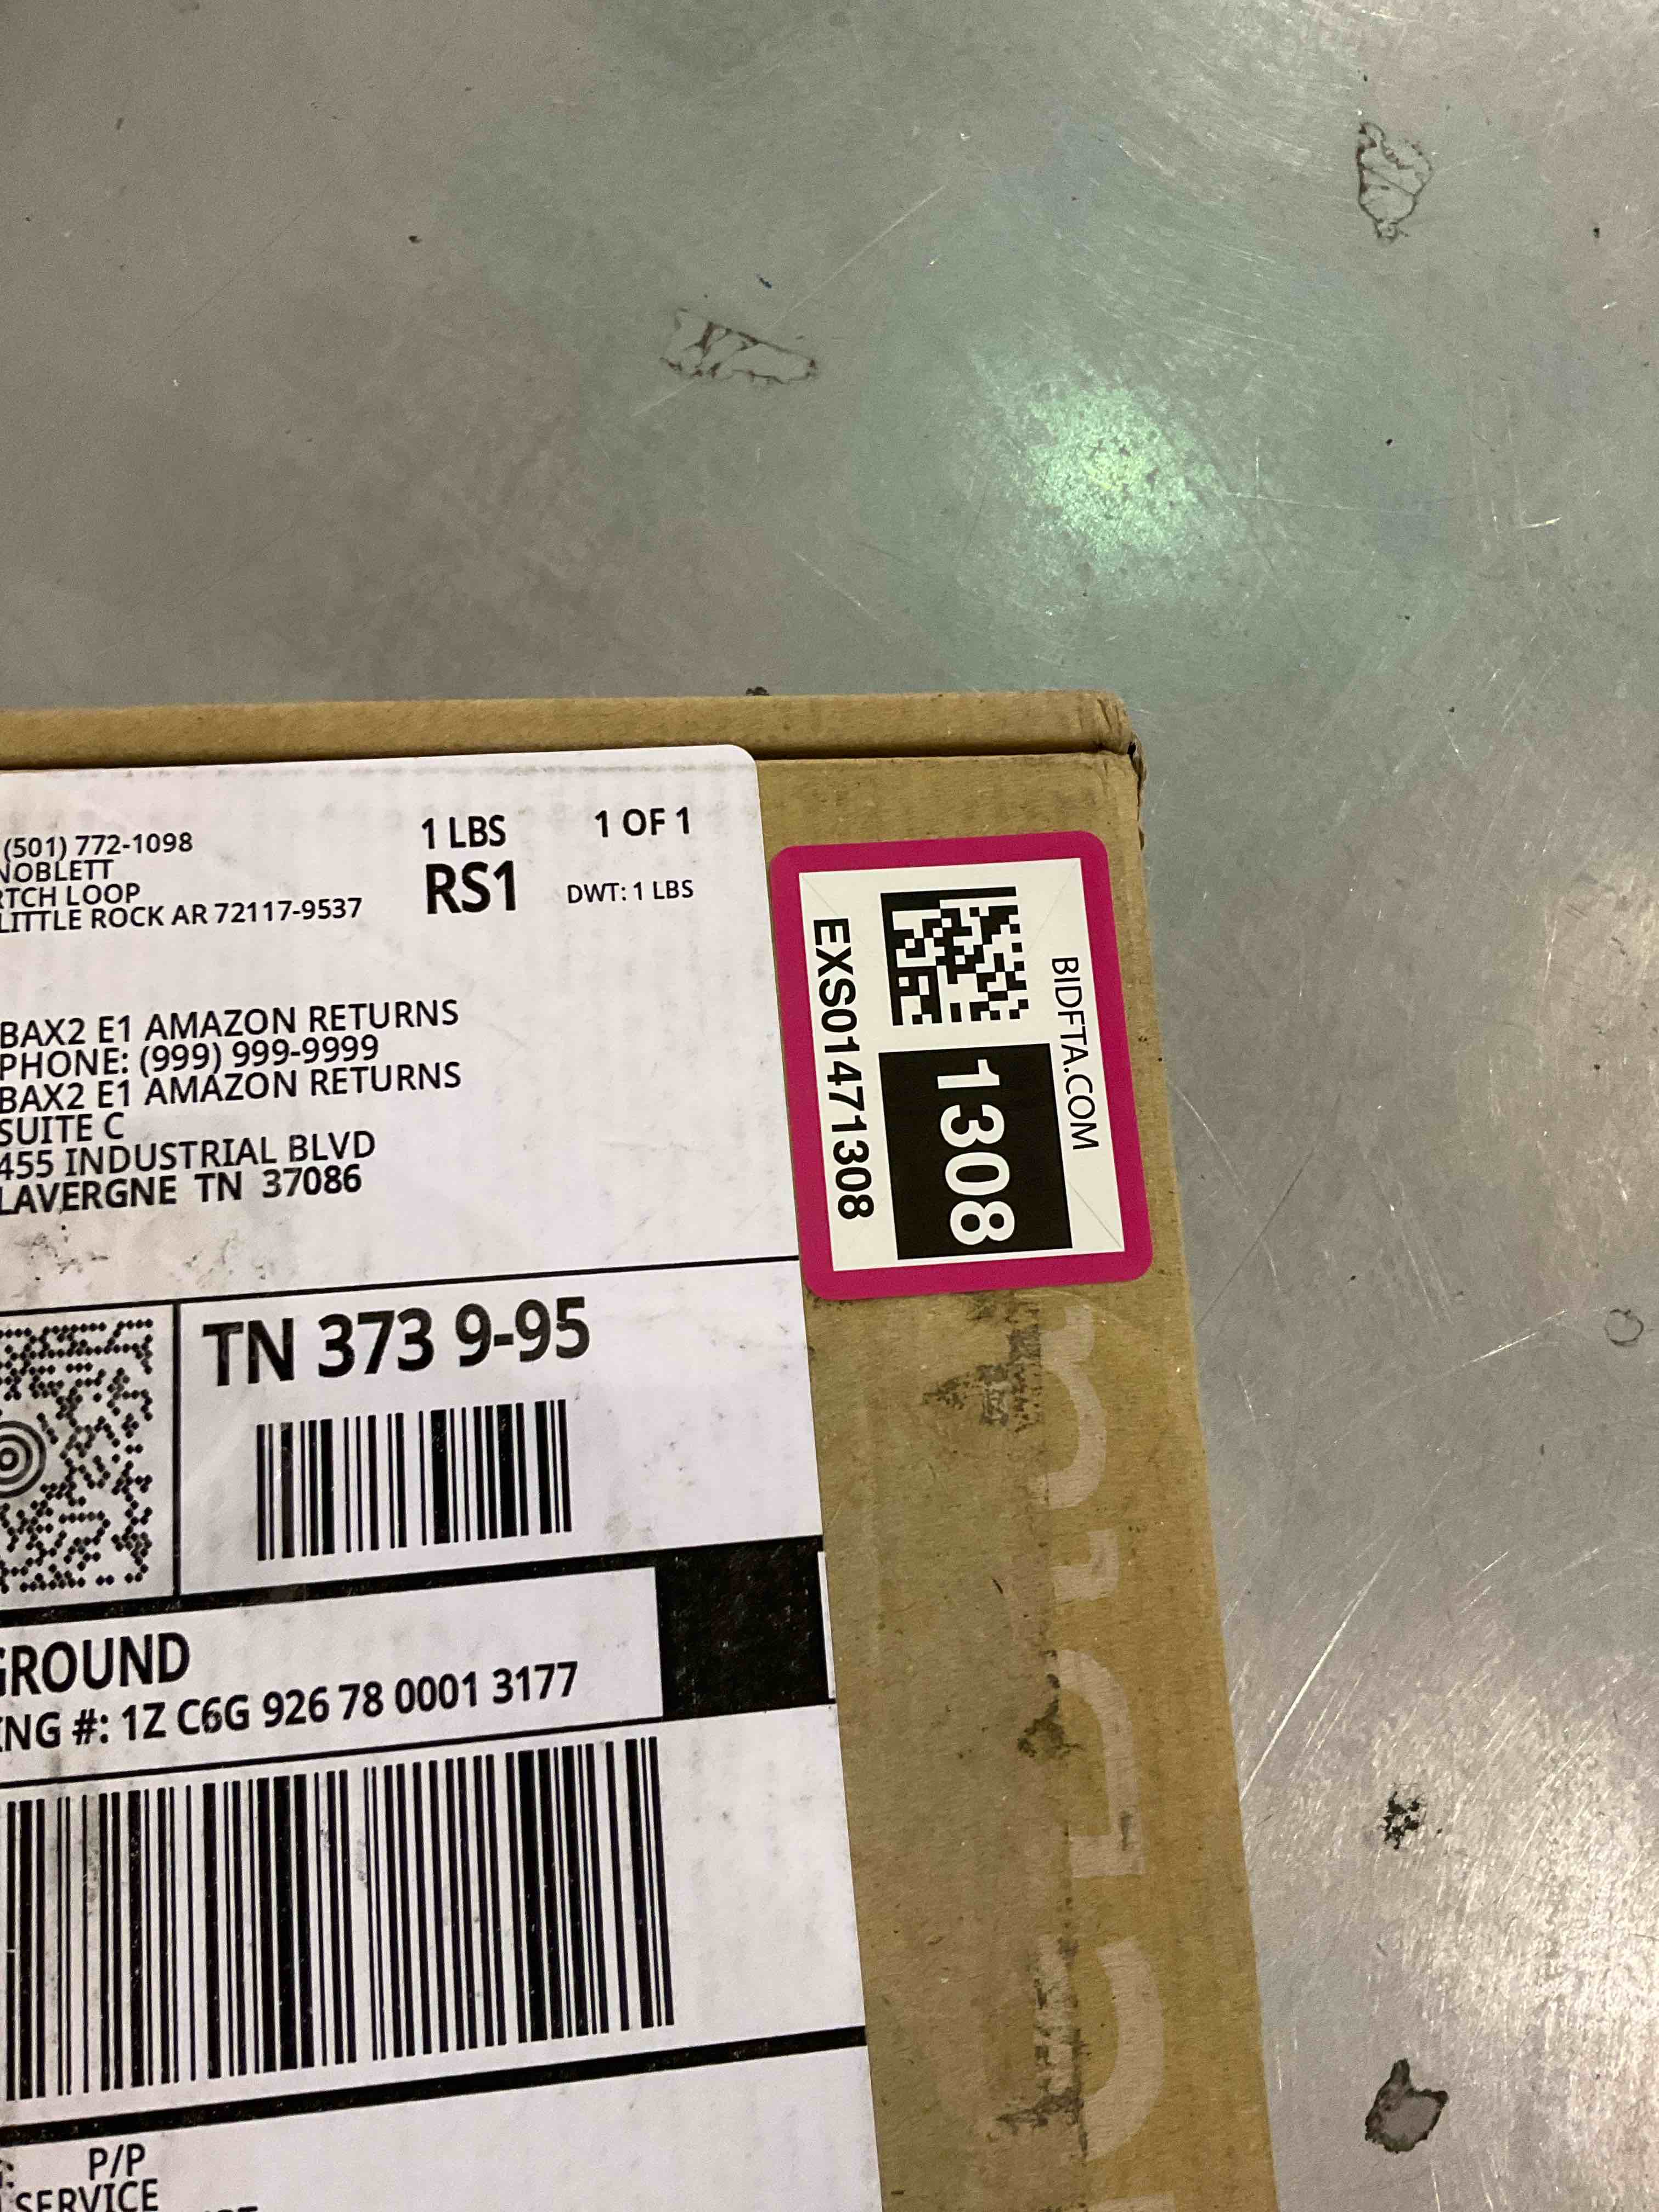 (501) 772-1098
NOBLETT
LITTLE ROCK AR 72117-9537
LOOP
1 LBS
1 OF 1
RS1
DWT: 1 LBS
BAX2 E1 AMAZON RETURNS
PHONE: (999) 999-9999
BAX2 E1 AMAZON RETURNS
SUITE C
455 INDUSTRIAL BLVD
LAVERGNE TN 37086
TN 373 9-95
GROUND
#: 1Z C6G 926 78 0001 3177
P/P
SERVICE
BIDFTA.COM
1308
EXS01471308